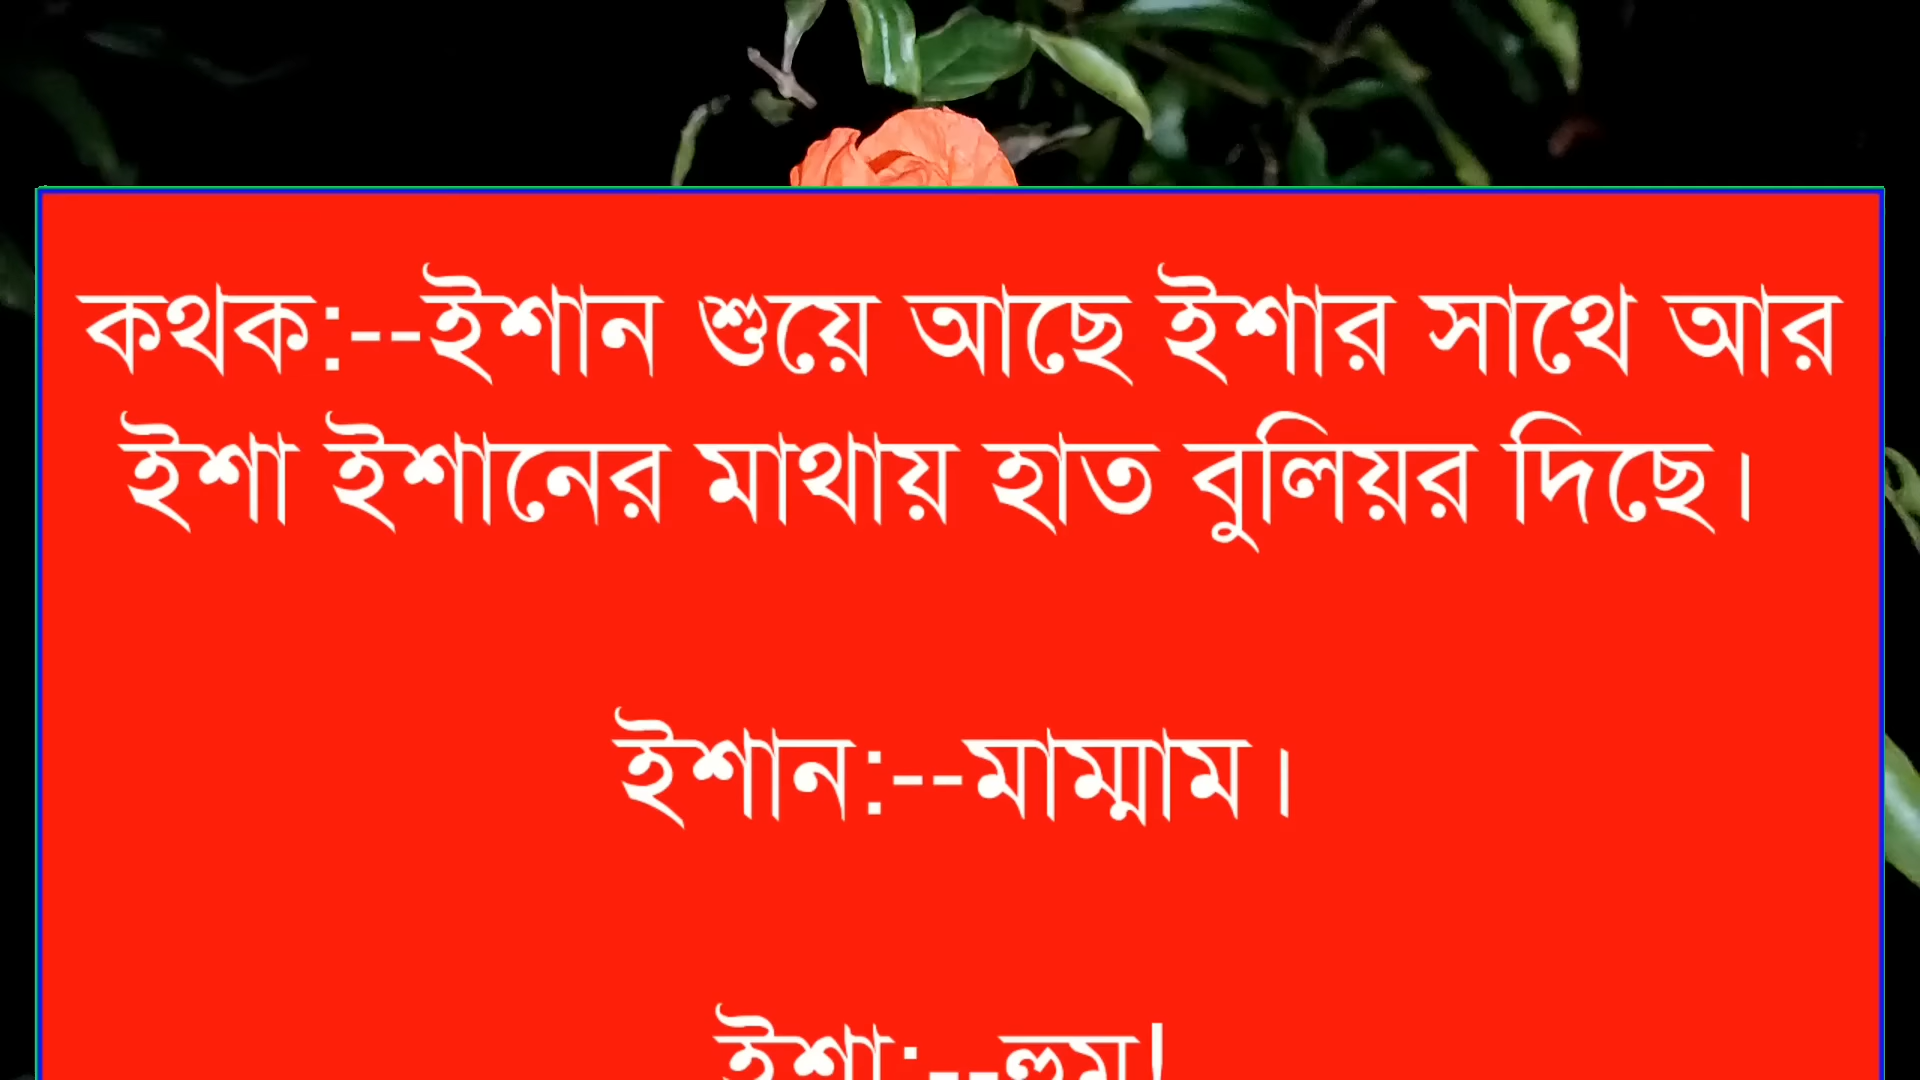 কথক:--ইশান শুয়ে আছে ইশার সাথে আর
ইশা ইশানের মাথায় হাত বুলিয়র দিছে।
ইশান:--মাম্মাম।
ইশা:--হুম!